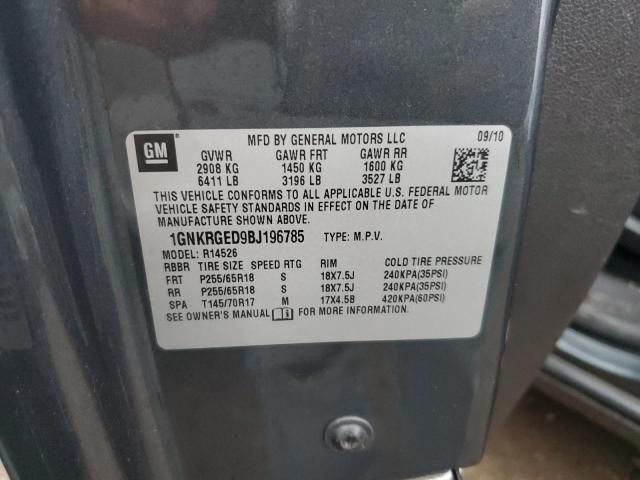 GM
MFD BY GENERAL MOTORS LLC 09/10
GVWR GAWR FRT GAWR RR
2908 KG 1450 KG 1600 KG
6411 LB 3196 LB 3527 LB
THIS VEHICLE CONFORMS TO ALL APPLICABLE U.S. FEDERAL MOTOR
VEHICLE SAFETY STANDARDS IN EFFECT ON THE DATE OF
MANUFACTURE SHOWN ABOVE.
1GNKRGED9BJ196785 TYPE: M.P.V.
MODEL: R14526
RBBR TIRE SIZE SPEED RTG RIM COLD TIRE PRESSURE
FRT P255/65R18 S 18X7.5J 240KPA(35PSI)
RR P255/65R18 S 18X7.5J 240KPA(35PSI)
SPA T145/70R17 M 17X4.5B 420KPA(60PSI)
SEE OWNER'S MANUAL FOR MORE INFORMATION.